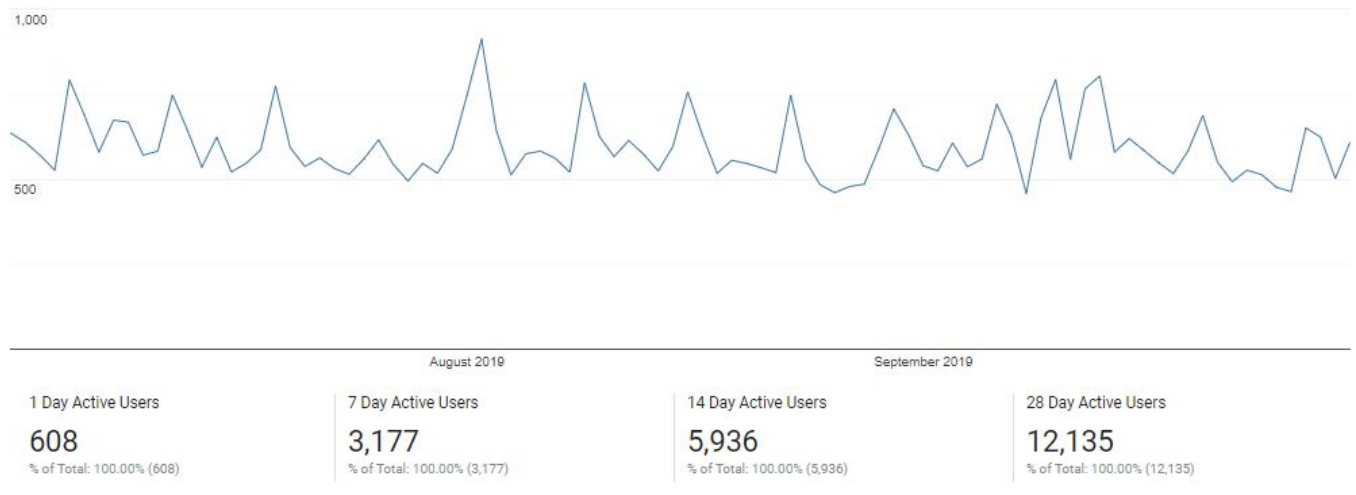 1,000
500
August 2019
September 2019
1 Day Active Users
608
% of Total: 100.00% (608)
7 Day Active Users
3,177
% of Total: 100.00% (3,177)
14 Day Active Users
5,936
% of Total: 100.00% (5,936)
28 Day Active Users
12,135
% of Total: 100.00% (12,135)